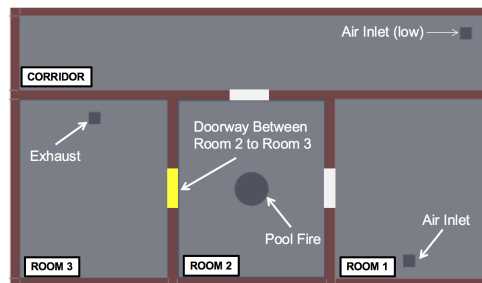 Air Inlet (low)
CORRIDOR
Doorway Between
Room 2 to Room 3
Exhaust
Pool Fire
Air Inlet
ROOM 3
ROOM 2
ROOM 1